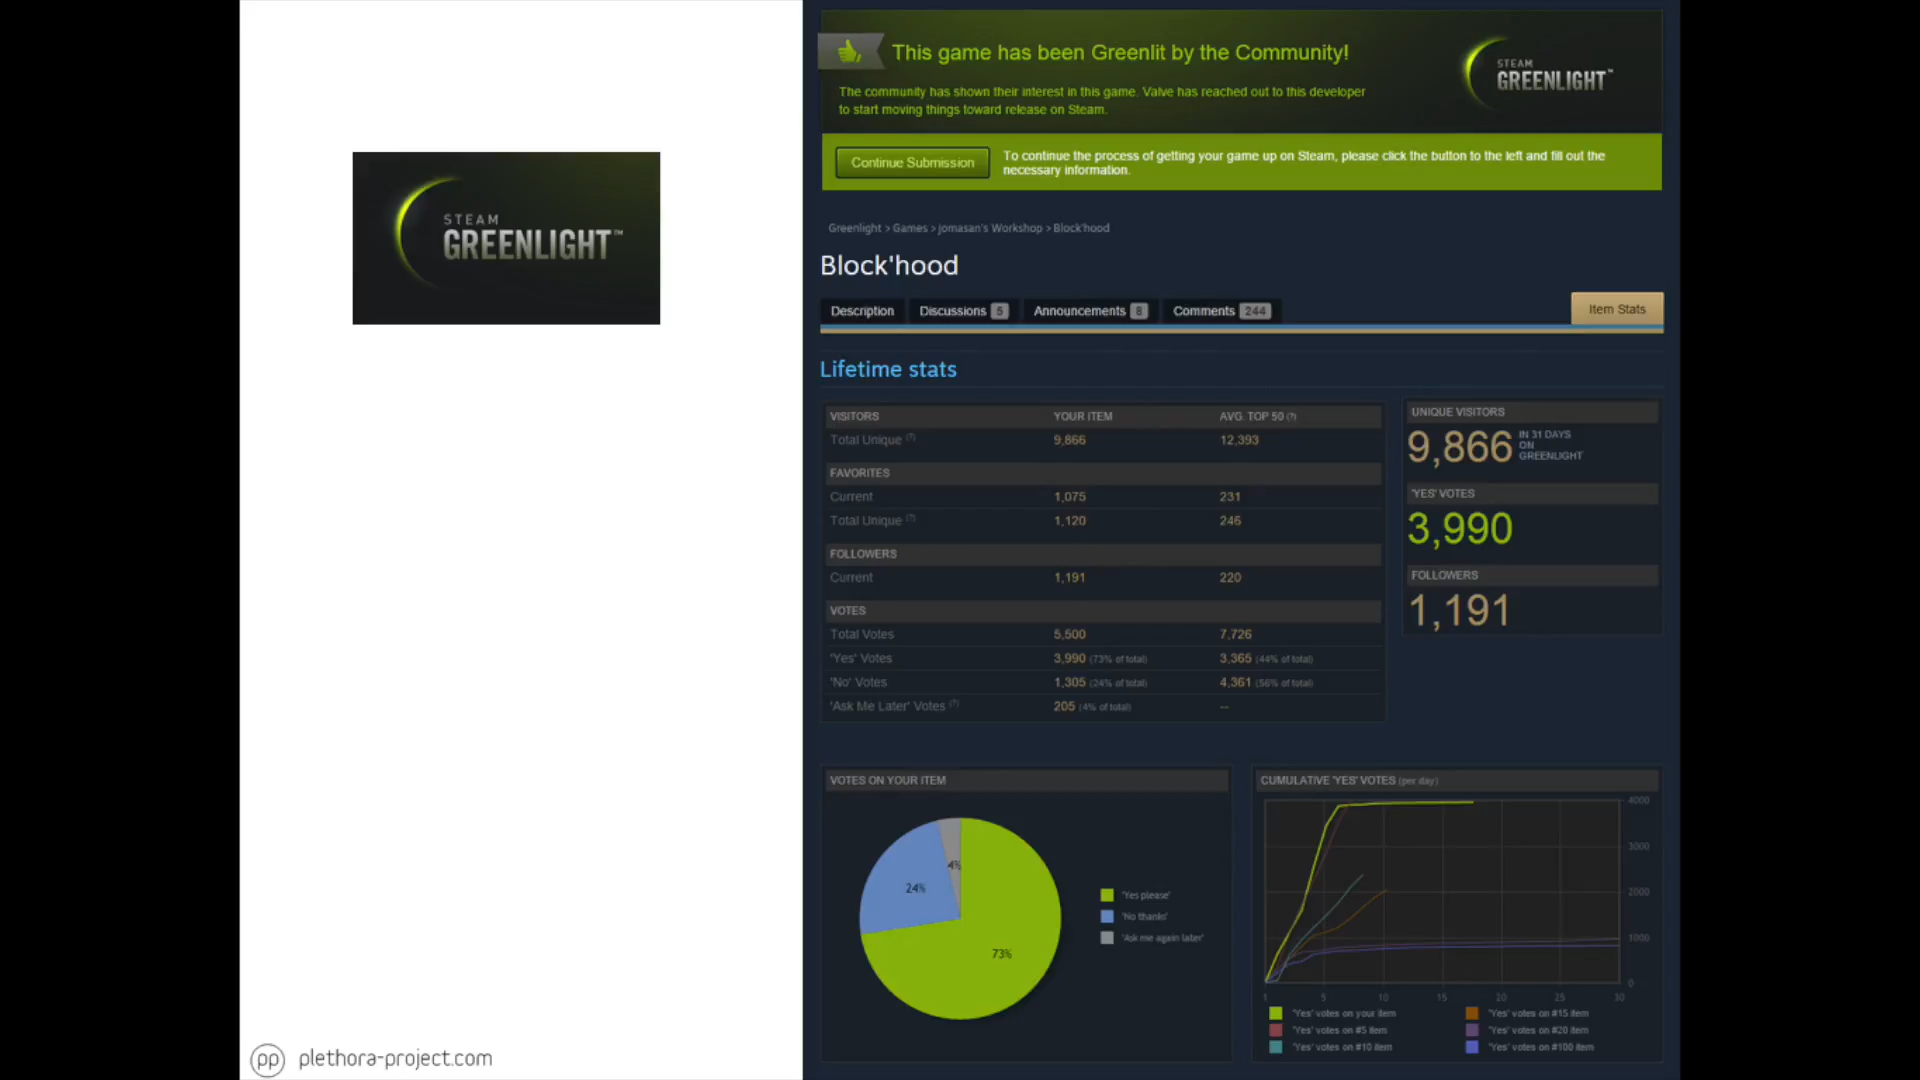 STEAM
GREENLIGHT™
pp plethora-project.com
This game has been Greenlit by the Community!
The community has shown their interest in this game. Valve has reached out to this developer
to start moving things toward release on Steam.
STEAM
GREENLIGHT™
Continue Submission
To continue the process of getting your game up on Steam, please click the button to the left and fill out the
necessary information.
Greenlight > Games > jomasan's Workshop > Block'hood
Block'hood
Description Discussions 5 Announcements 8 Comments 244 Item Stats
Lifetime stats
VISITORS YOUR ITEM AVG. TOP 50 (?)
Total Unique (?) 9,866 12,393
FAVORITES
Current 1,075 231
Total Unique (?) 1,120 246
FOLLOWERS
Current 1,191 220
VOTES
Total Votes 5,500 7,726
'Yes' Votes 3,990 (73% of total) 3,365 (44% of total)
'No' Votes 1,305 (24% of total) 4,361 (56% of total)
'Ask Me Later' Votes (?) 205 (4% of total) --
UNIQUE VISITORS
9,866 IN 31 DAYS
ON
GREENLIGHT
'YES' VOTES
3,990
FOLLOWERS
1,191
VOTES ON YOUR ITEM
4%
24%
73%
'Yes please'
'No thanks'
'Ask me again later'
CUMULATIVE 'YES' VOTES (per day)
4000
3000
2000
1000
0
1 5 10 15 20 25 30
'Yes' votes on your item 'Yes' votes on #15 item
'Yes' votes on #5 item 'Yes' votes on #20 item
'Yes' votes on #10 item 'Yes' votes on #100 item